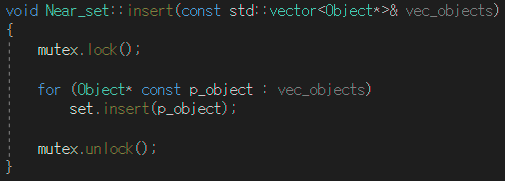 void Near_set::insert(const std::vector<Object*>& vec_objects)
{
    mutex.lock();
    for (Object* const p_object : vec_objects)
        set.insert(p_object);
    mutex.unlock();
}